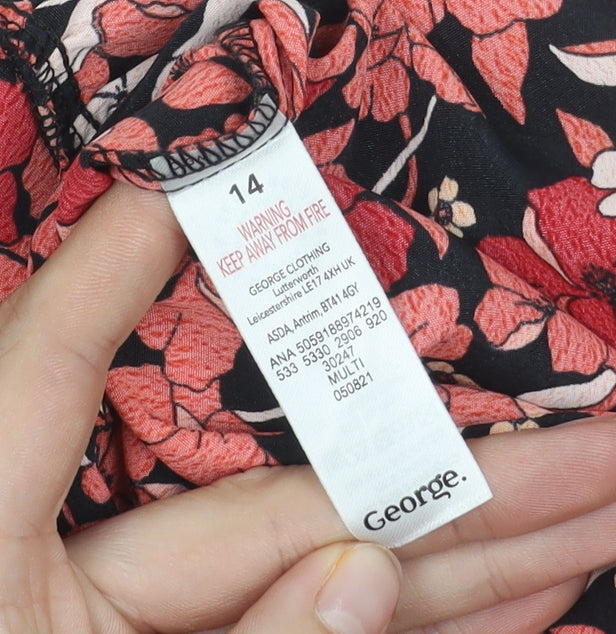 14
WARNING
KEEP AWAY FROM FIRE
GEORGE CLOTHING
Lutterworth
Leicestershire LE17 4XH UK
ASDA, Antrim, BT41 4GY
ANA 5059188974219
533 5330 2906 920
30247
MULTI
050821
George.